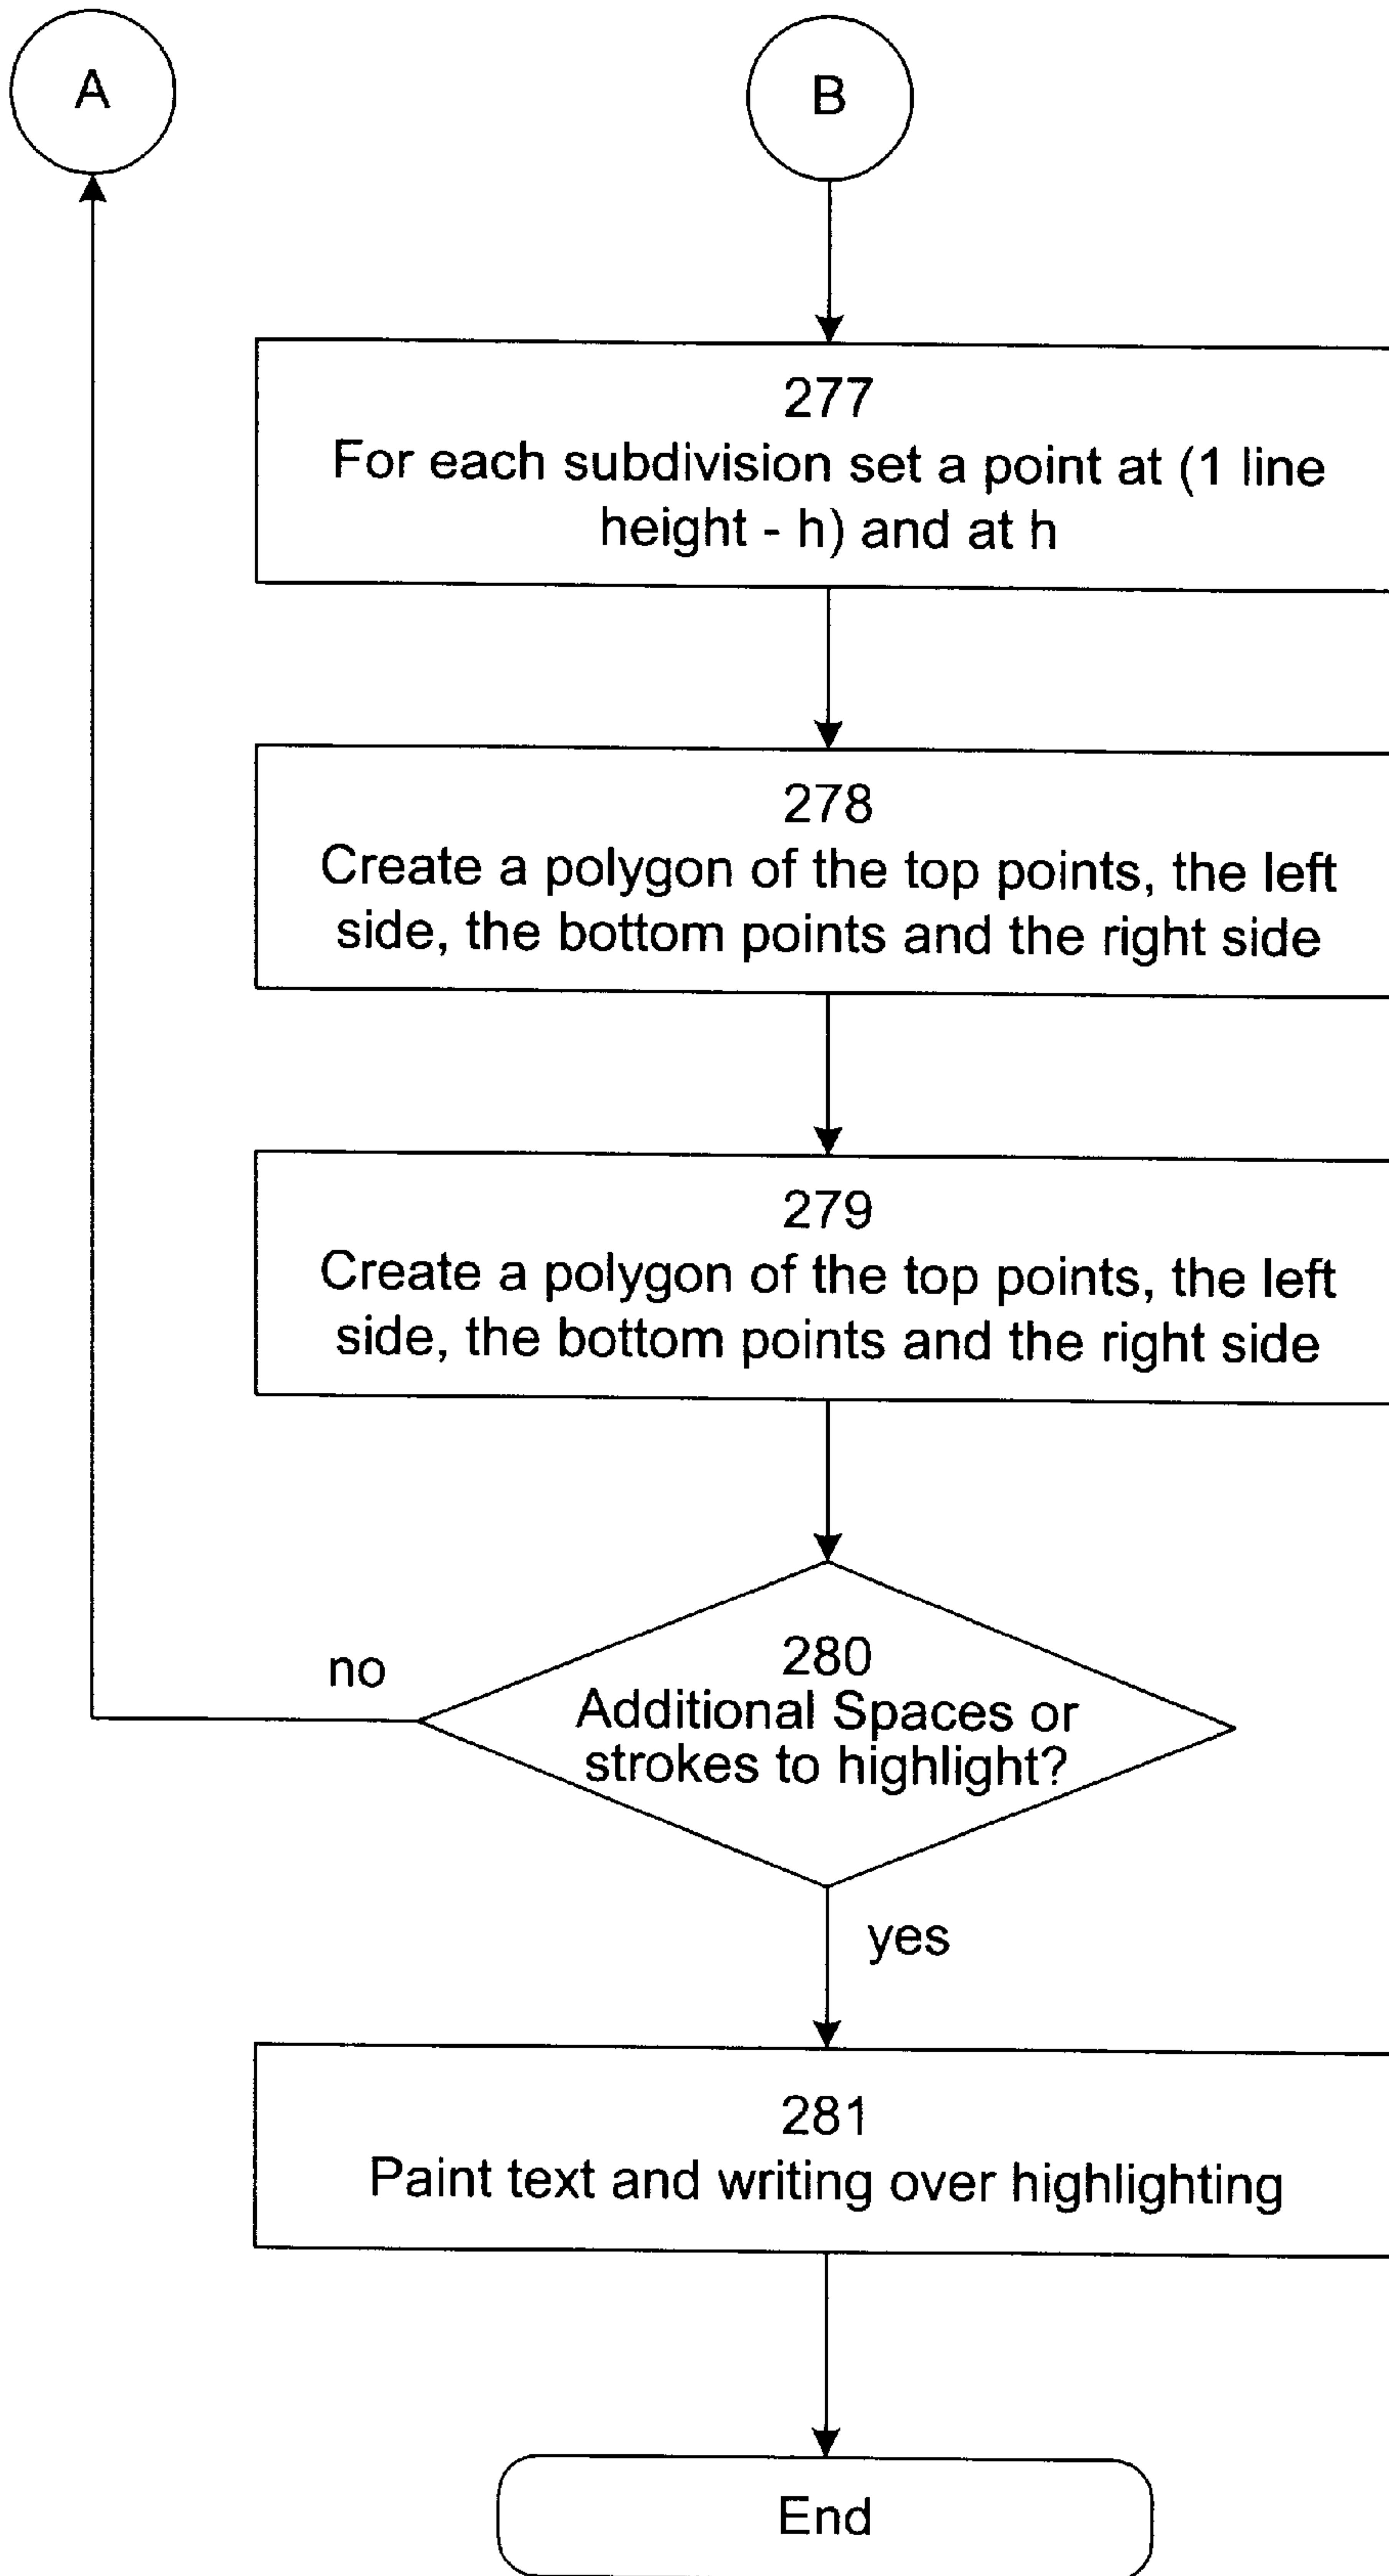 A
B
277
For each subdivision set a point at (1 line
height - h) and at h
278
Create a polygon of the top points, the left
side, the bottom points and the right side
279
Create a polygon of the top points, the left
side, the bottom points and the right side
280
Additional Spaces or
strokes to highlight?
no
yes
281
Paint text and writing over highlighting
End